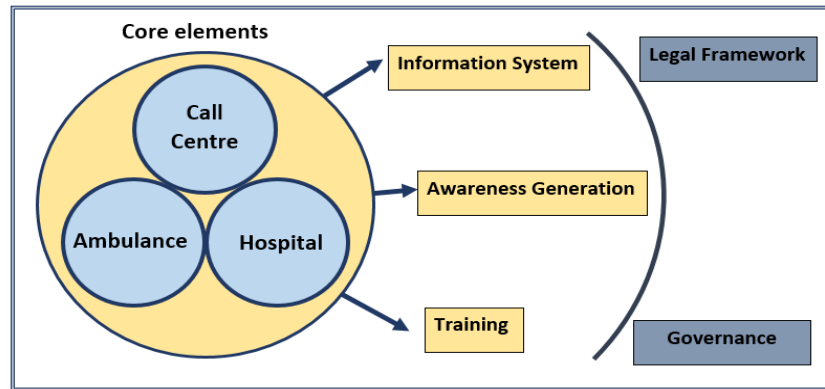 Core elements
Call
Centre
Ambulance
Hospital
Information System
Awareness Generation
Training
Legal Framework
Governance